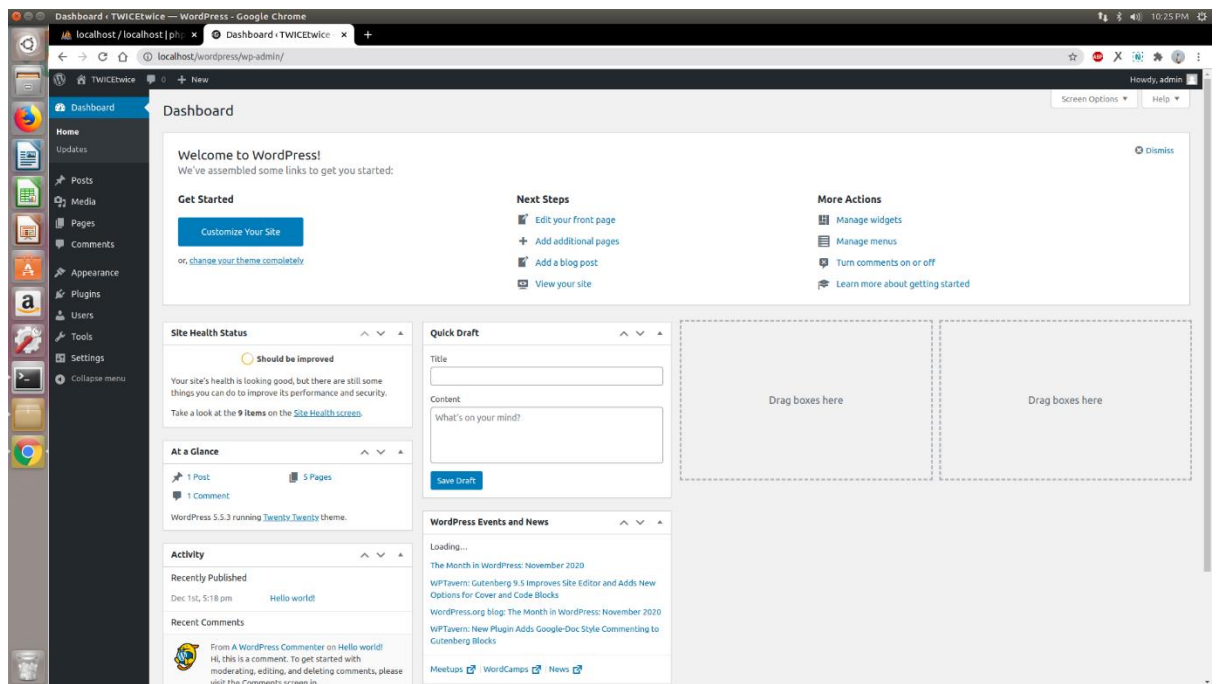 Dashboard ‹ TWICEtwice — WordPress - Google Chrome
10:25 PM
localhost / localhost | php
Dashboard ‹ TWICEtwice
localhost/wordpress/wp-admin/
TWICEtwice 0 + New
Howdy, admin
Dashboard
Home
Updates
Posts
Media
Pages
Comments
Appearance
Plugins
Users
Tools
Settings
Collapse menu
Screen Options
Help
Dashboard
Welcome to WordPress!
Dismiss
We've assembled some links to get you started:
Get Started
Customize Your Site
or, change your theme completely
Next Steps
Edit your front page
Add additional pages
Add a blog post
View your site
More Actions
Manage widgets
Manage menus
Turn comments on or off
Learn more about getting started
Site Health Status
Should be improved
Your site's health is looking good, but there are still some
things you can do to improve its performance and security.
Take a look at the 9 items on the Site Health screen.
At a Glance
1 Post
5 Pages
1 Comment
WordPress 5.5.3 running Twenty Twenty theme.
Activity
Recently Published
Dec 1st, 5:18 pm Hello world!
Recent Comments
From A WordPress Commenter on Hello world!
Hi, this is a comment. To get started with
moderating, editing, and deleting comments, please
visit the Comments screen in
Quick Draft
Title
Content
What's on your mind?
Save Draft
WordPress Events and News
Loading...
The Month in WordPress: November 2020
WPTavern: Gutenberg 9.5 Improves Site Editor and Adds New
Options for Cover and Code Blocks
WordPress.org blog: The Month in WordPress: November 2020
WPTavern: New Plugin Adds Google-Doc Style Commenting to
Gutenberg Blocks
Meetups
WordCamps
News
Drag boxes here
Drag boxes here